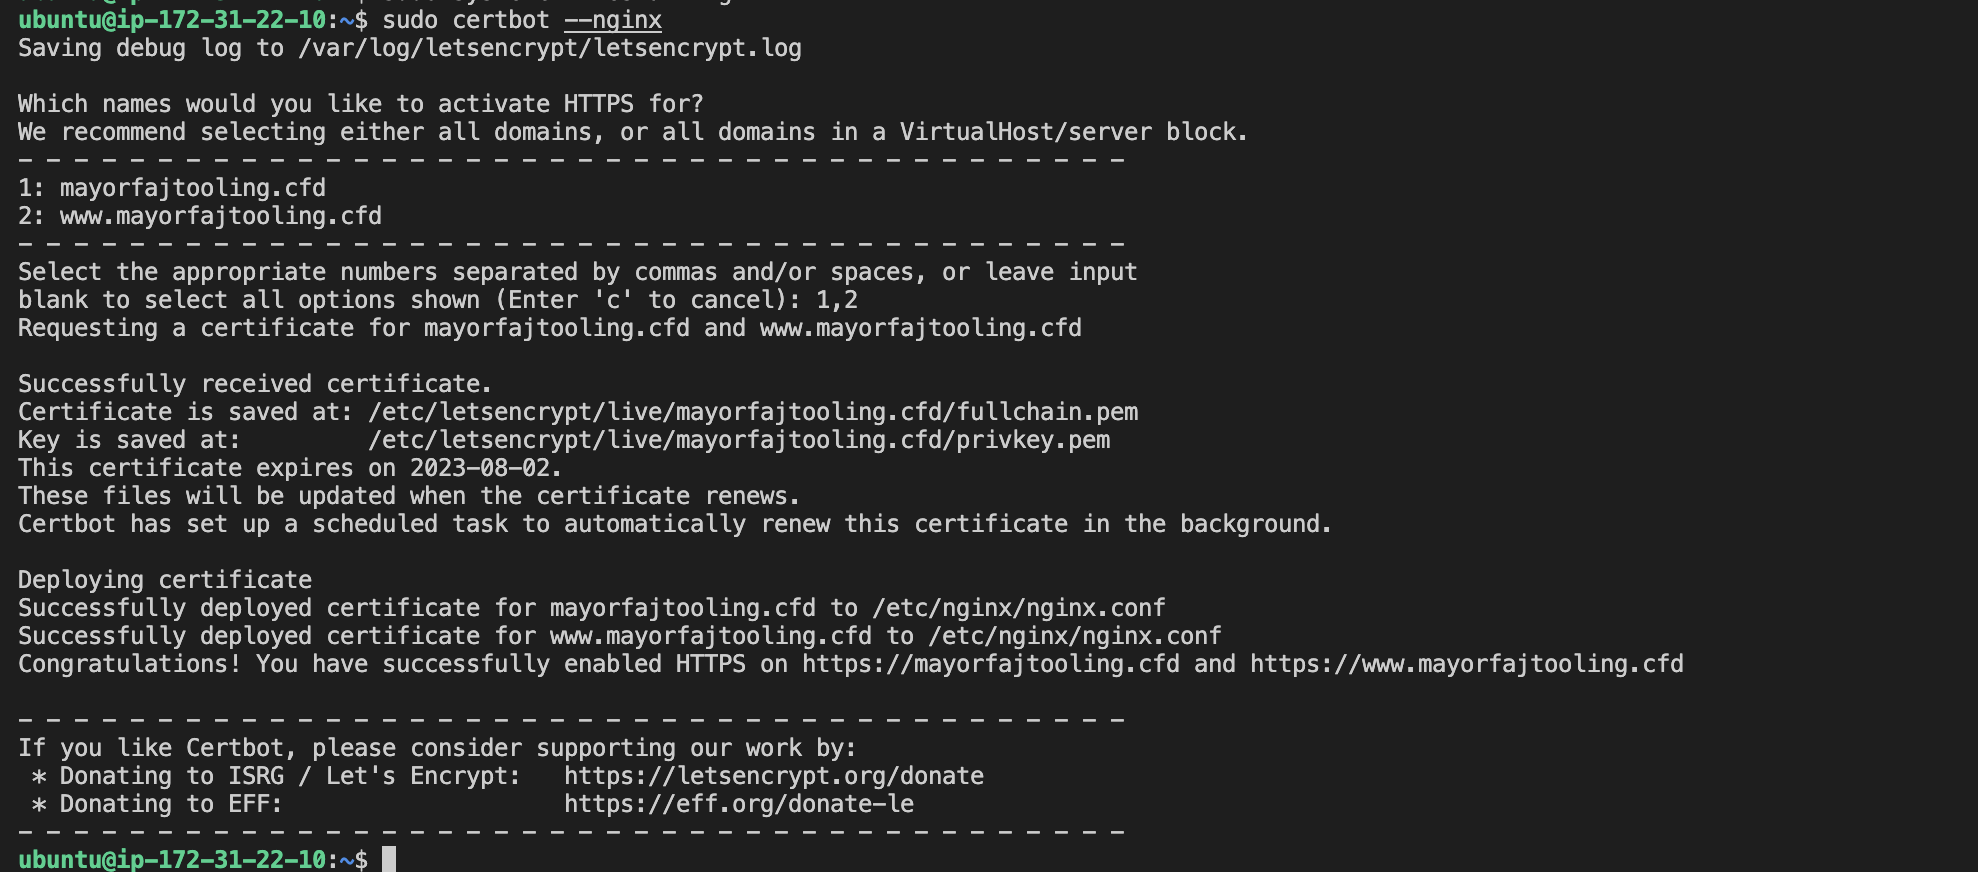 ubuntu@ip-172-31-22-10:~$ sudo certbot --nginx
Saving debug log to /var/log/letsencrypt/letsencrypt.log

Which names would you like to activate HTTPS for?
We recommend selecting either all domains, or all domains in a VirtualHost/server block.
- - - - - - - - - - - - - - - - - - - - - - - - - - - - - - - - - - - - - - - -
1: mayorfajtooling.cfd
2: www.mayorfajtooling.cfd
- - - - - - - - - - - - - - - - - - - - - - - - - - - - - - - - - - - - - - - -
Select the appropriate numbers separated by commas and/or spaces, or leave input
blank to select all options shown (Enter 'c' to cancel): 1,2
Requesting a certificate for mayorfajtooling.cfd and www.mayorfajtooling.cfd

Successfully received certificate.
Certificate is saved at: /etc/letsencrypt/live/mayorfajtooling.cfd/fullchain.pem
Key is saved at:         /etc/letsencrypt/live/mayorfajtooling.cfd/privkey.pem
This certificate expires on 2023-08-02.
These files will be updated when the certificate renews.
Certbot has set up a scheduled task to automatically renew this certificate in the background.

Deploying certificate
Successfully deployed certificate for mayorfajtooling.cfd to /etc/nginx/nginx.conf
Successfully deployed certificate for www.mayorfajtooling.cfd to /etc/nginx/nginx.conf
Congratulations! You have successfully enabled HTTPS on https://mayorfajtooling.cfd and https://www.mayorfajtooling.cfd

- - - - - - - - - - - - - - - - - - - - - - - - - - - - - - - - - - - - - - - -
If you like Certbot, please consider supporting our work by:
 * Donating to ISRG / Let's Encrypt:   https://letsencrypt.org/donate
 * Donating to EFF:                    https://eff.org/donate-le
- - - - - - - - - - - - - - - - - - - - - - - - - - - - - - - - - - - - - - - -
ubuntu@ip-172-31-22-10:~$